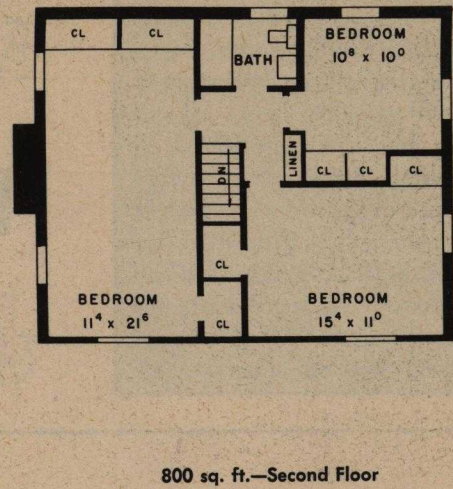 CL CL
BATH
BEDROOM
10⁸ x 10⁰
LINEN
DN
CL CL CL
CL
BEDROOM
11⁴ x 21⁶
CL
BEDROOM
15⁴ x 11⁰
800 sq. ft.—Second Floor